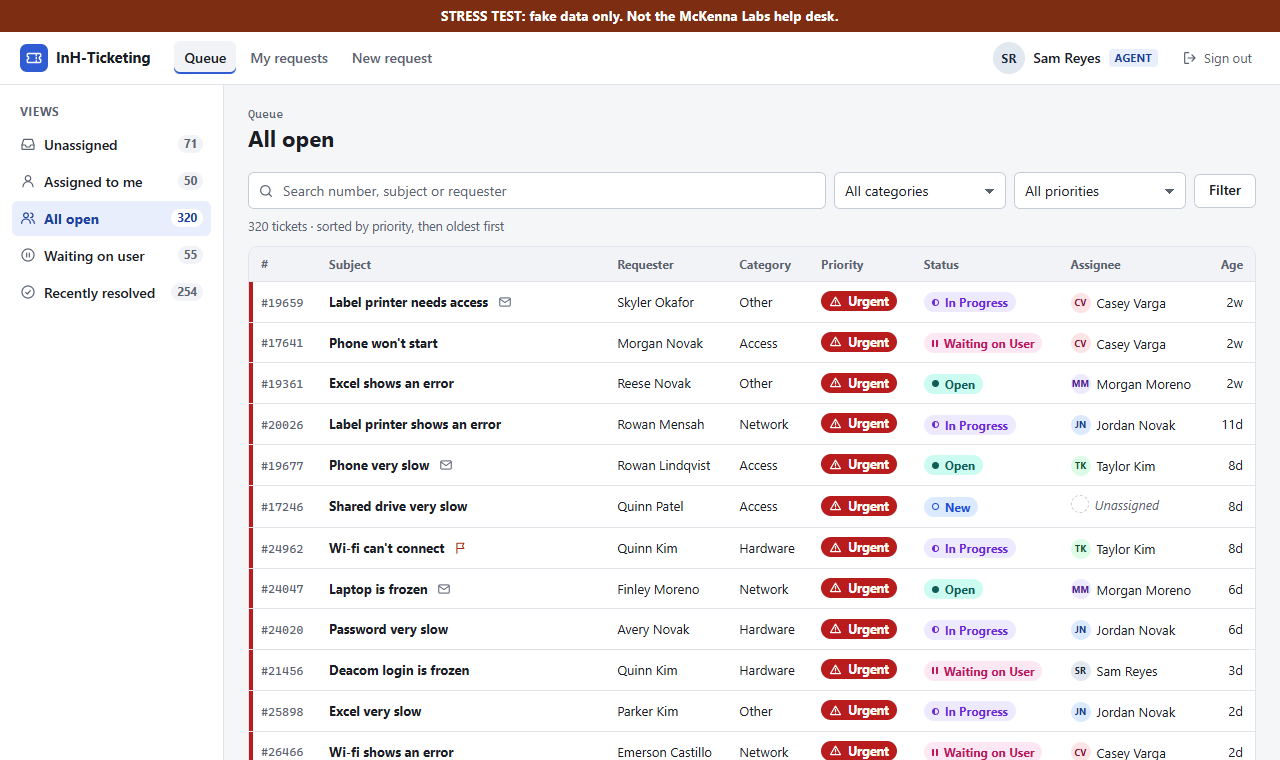 STRESS TEST: fake data only. Not the McKenna Labs help desk.
InH-Ticketing
Queue
My requests
New request
SR Sam Reyes AGENT
Sign out
VIEWS
Unassigned 71
Assigned to me 50
All open 320
Waiting on user 55
Recently resolved 254
Queue
All open
Search number, subject or requester
All categories
All priorities
Filter
320 tickets · sorted by priority, then oldest first
# Subject Requester Category Priority Status Assignee Age
#19659 Label printer needs access Skyler Okafor Other Urgent In Progress CV Casey Varga 2w
#17641 Phone won't start Morgan Novak Access Urgent Waiting on User CV Casey Varga 2w
#19361 Excel shows an error Reese Novak Other Urgent Open MM Morgan Moreno 2w
#20026 Label printer shows an error Rowan Mensah Network Urgent In Progress JN Jordan Novak 11d
#19677 Phone very slow Rowan Lindqvist Access Urgent Open TK Taylor Kim 8d
#17246 Shared drive very slow Quinn Patel Access Urgent New Unassigned 8d
#24962 Wi-fi can't connect Quinn Kim Hardware Urgent In Progress TK Taylor Kim 8d
#24047 Laptop is frozen Finley Moreno Network Urgent Open MM Morgan Moreno 6d
#24020 Password very slow Avery Novak Hardware Urgent In Progress JN Jordan Novak 6d
#21456 Deacom login is frozen Quinn Kim Hardware Urgent Waiting on User SR Sam Reyes 3d
#25898 Excel very slow Parker Kim Other Urgent In Progress JN Jordan Novak 2d
#26466 Wi-fi shows an error Emerson Castillo Network Urgent Waiting on User CV Casey Varga 2d